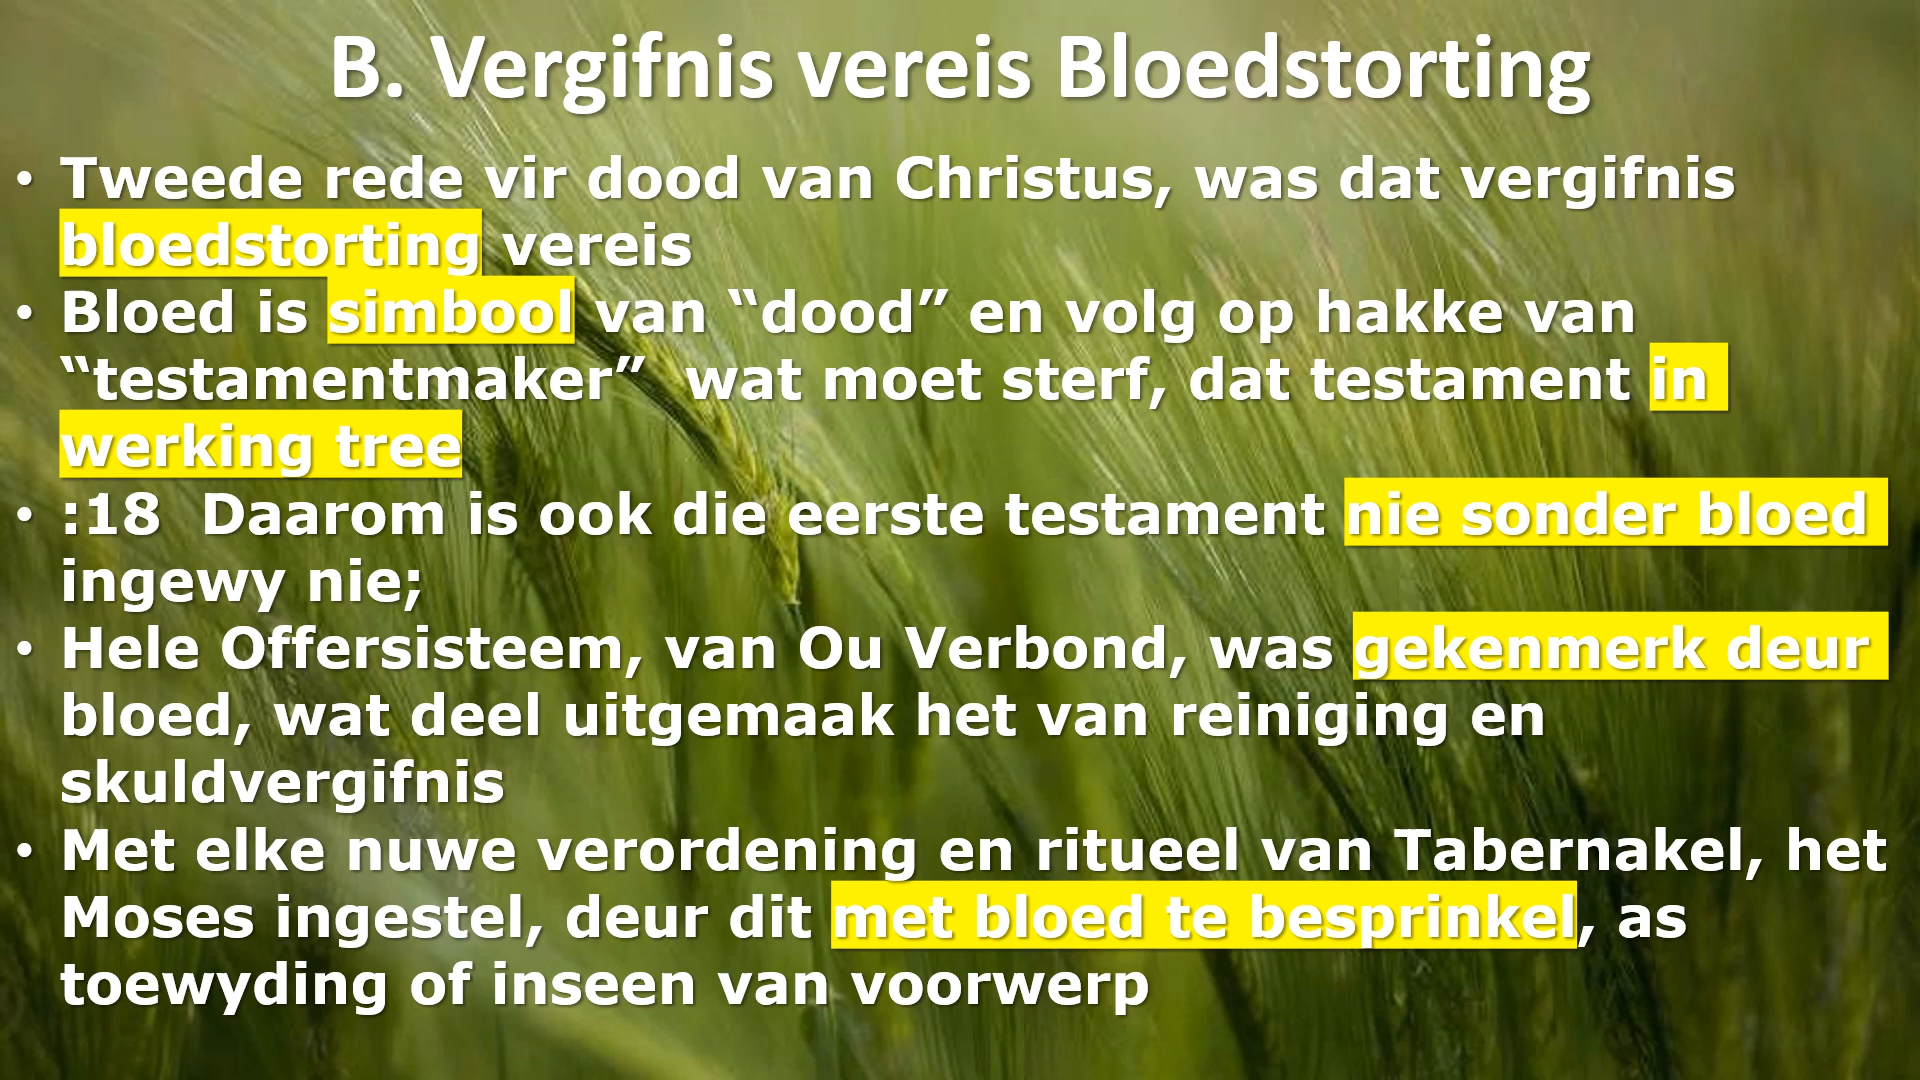 B. Vergifnis vereis Bloedstorting
• Tweede rede vir dood van Christus, was dat vergifnis
bloedstorting vereis
• Bloed is simbool van “dood” en volg op hakke van
“testamentmaker”  wat moet sterf, dat testament in
werking tree
• :18  Daarom is ook die eerste testament nie sonder bloed
ingewy nie;
• Hele Offersisteem, van Ou Verbond, was gekenmerk deur
bloed, wat deel uitgemaak het van reiniging en
skuldvergifnis
• Met elke nuwe verordening en ritueel van Tabernakel, het
Moses ingestel, deur dit met bloed te besprinkel, as
toewyding of inseen van voorwerp